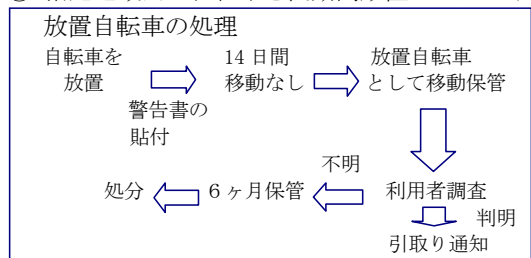 放置自転車の処理
自転車を
放置
警告書の
貼付
14日間
移動なし
放置自転車
として移動保管
利用者調査
不明
6ヶ月保管
処分
判明
引取り通知